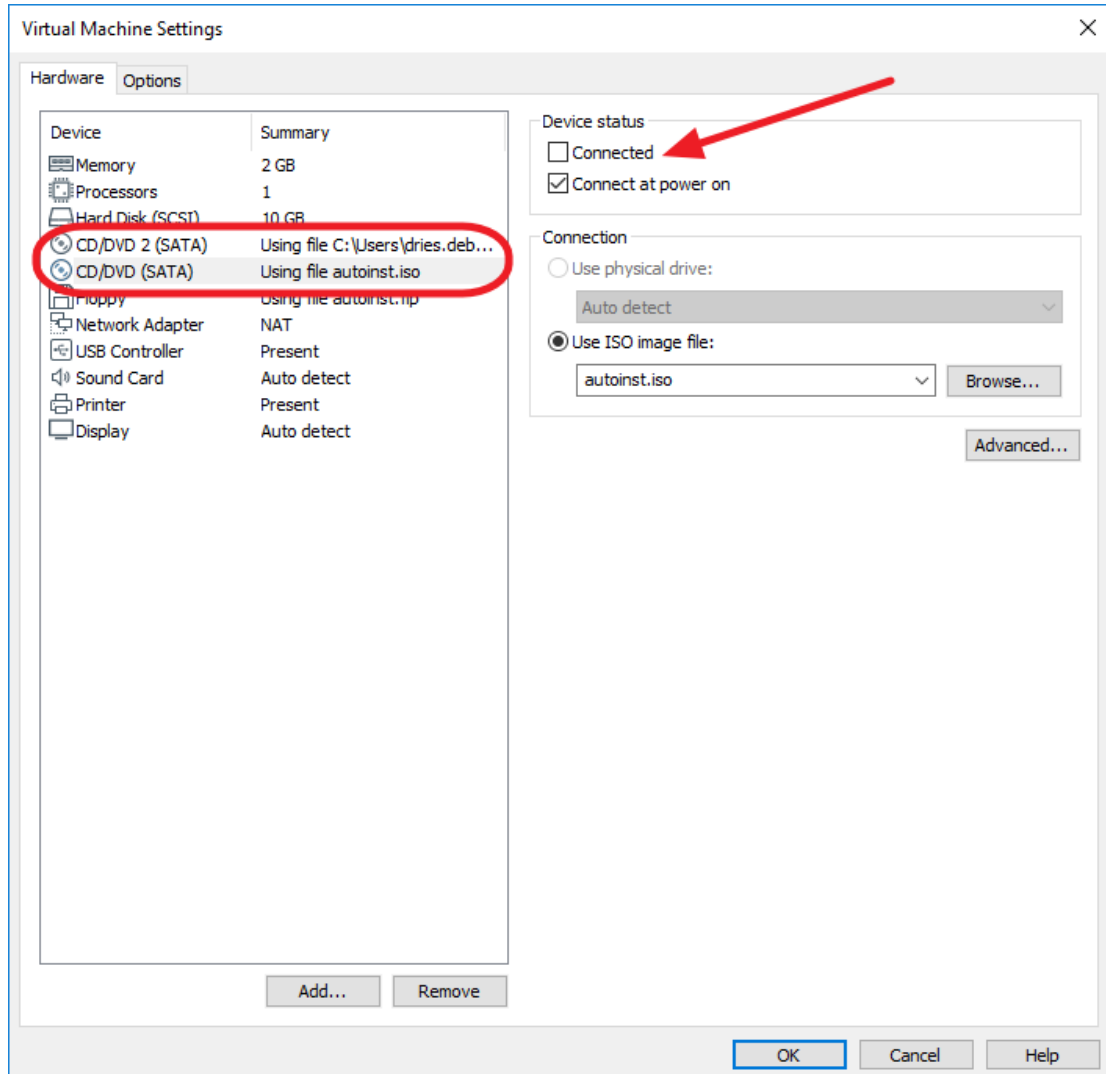 Virtual Machine Settings
Hardware Options
Device Summary
Memory 2 GB
Processors 1
Hard Disk (SCSI) 10 GB
CD/DVD 2 (SATA) Using file C:\Users\dries.deb...
CD/DVD (SATA) Using file autoinst.iso
Floppy Using file autoinst.flp
Network Adapter NAT
USB Controller Present
Sound Card Auto detect
Printer Present
Display Auto detect
Add... Remove
Device status
Connected
Connect at power on
Connection
Use physical drive:
Auto detect
Use ISO image file:
autoinst.iso Browse...
Advanced...
OK Cancel Help